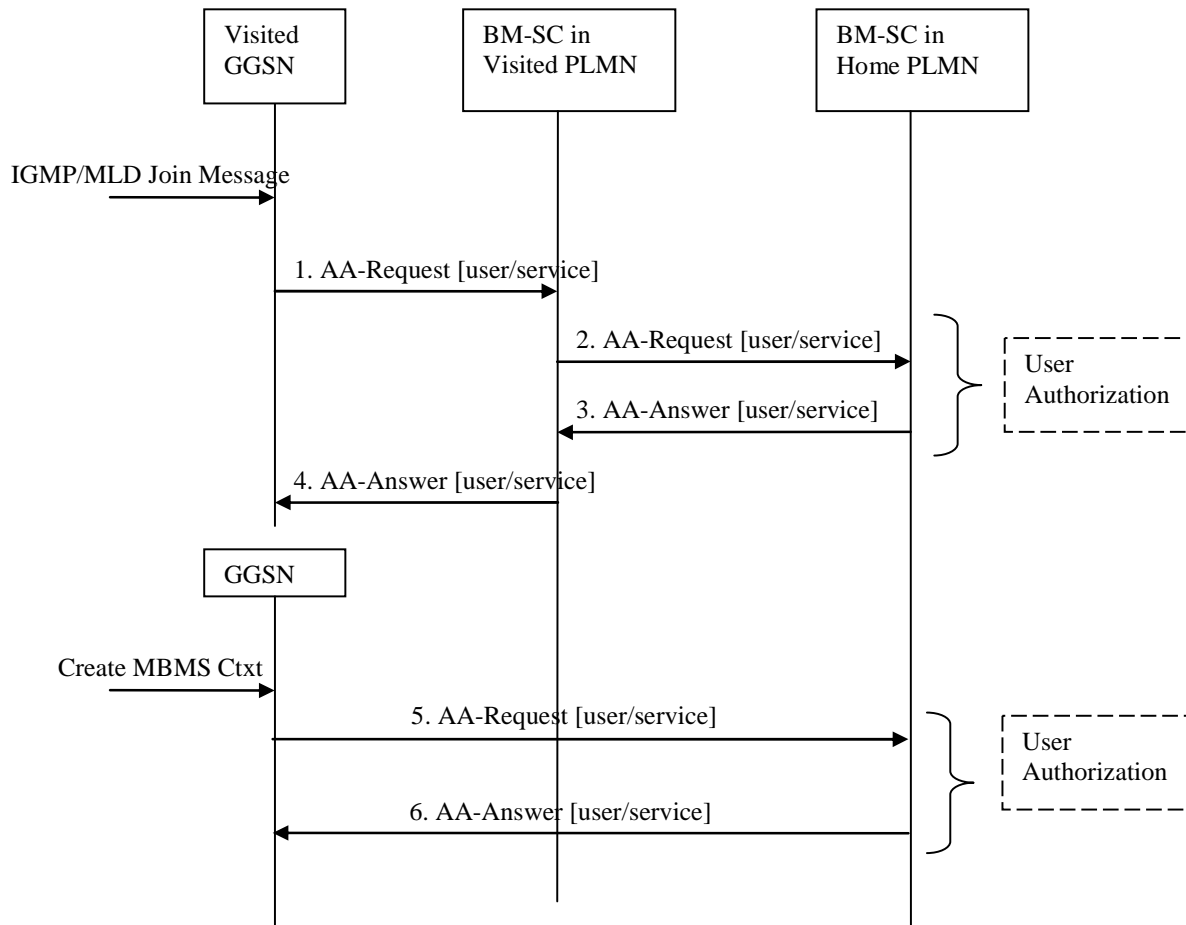 Visited
GGSN
BM-SC in
Visited PLMN
BM-SC in
Home PLMN
IGMP/MLD Join Message
1. AA-Request [user/service]
2. AA-Request [user/service]
User
Authorization
3. AA-Answer [user/service]
4. AA-Answer [user/service]
GGSN
Create MBMS Ctxt
5. AA-Request [user/service]
User
Authorization
6. AA-Answer [user/service]